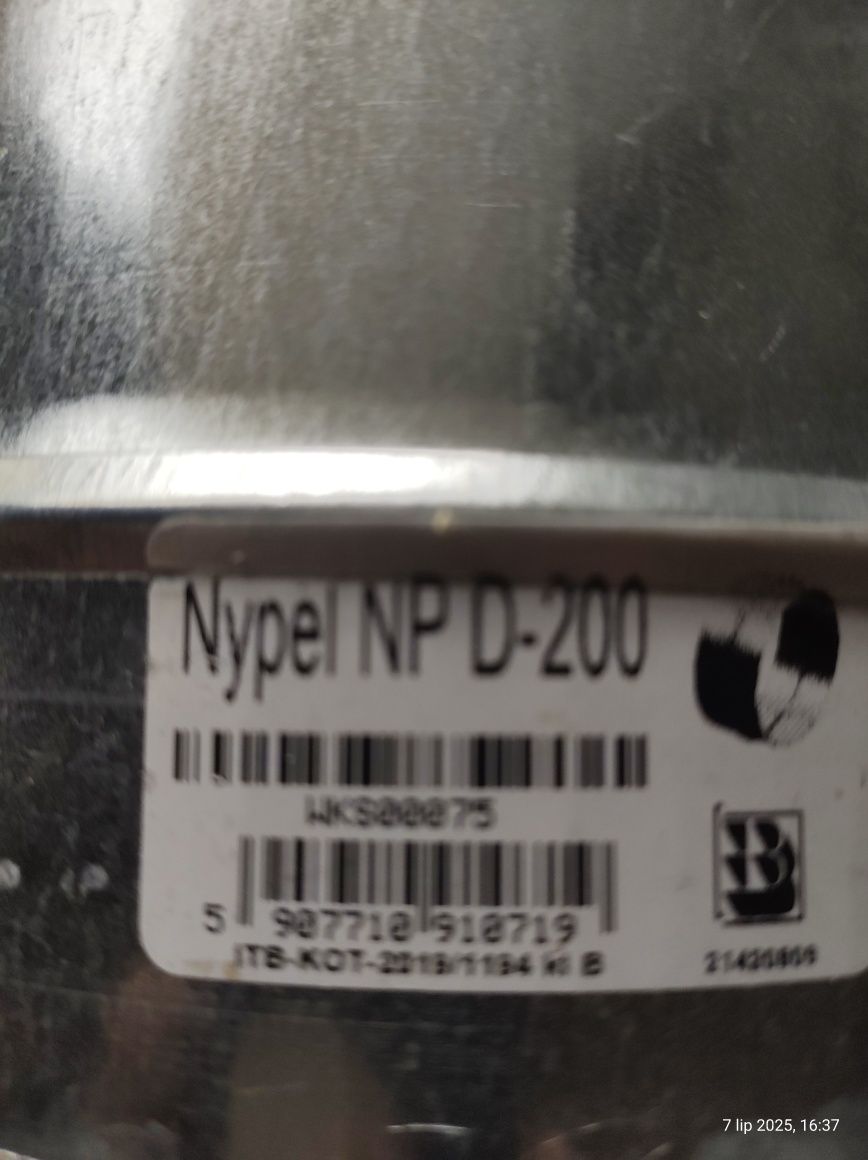 Nypel NP D-200
WKS00075
5 907710 910719
ITB-KOT-2019/1194 kl B
7 lip 2025, 16:37